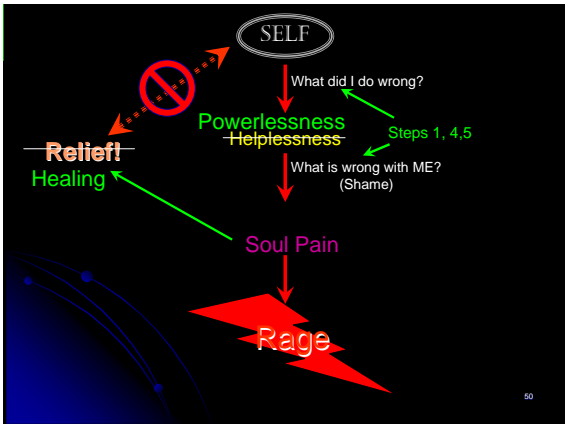 SELF
What did I do wrong?
Powerlessness
Helplessness
Steps 1, 4,5
Relief!
Healing
What is wrong with ME?
(Shame)
Soul Pain
Rage
50